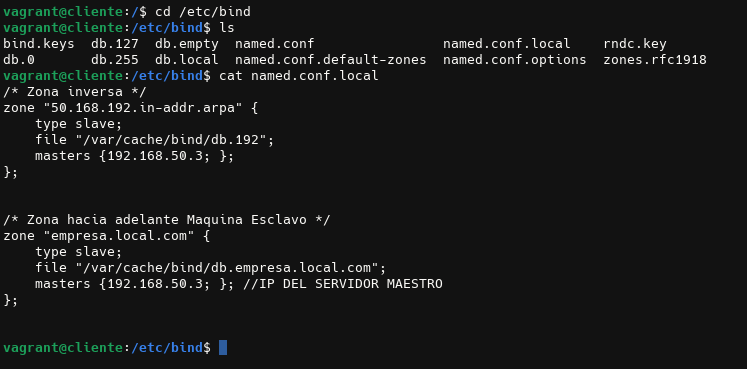 vagrant@cliente:/$ cd /etc/bind
vagrant@cliente:/etc/bind$ ls
bind.keys  db.127  db.empty  named.conf                named.conf.local    rndc.key
db.0       db.255  db.local  named.conf.default-zones  named.conf.options  zones.rfc1918
vagrant@cliente:/etc/bind$ cat named.conf.local
/* Zona inversa */
zone "50.168.192.in-addr.arpa" {
    type slave;
    file "/var/cache/bind/db.192";
    masters {192.168.50.3; };
};
/* Zona hacia adelante Maquina Esclavo */
zone "empresa.local.com" {
    type slave;
    file "/var/cache/bind/db.empresa.local.com";
    masters {192.168.50.3; }; //IP DEL SERVIDOR MAESTRO
};
vagrant@cliente:/etc/bind$